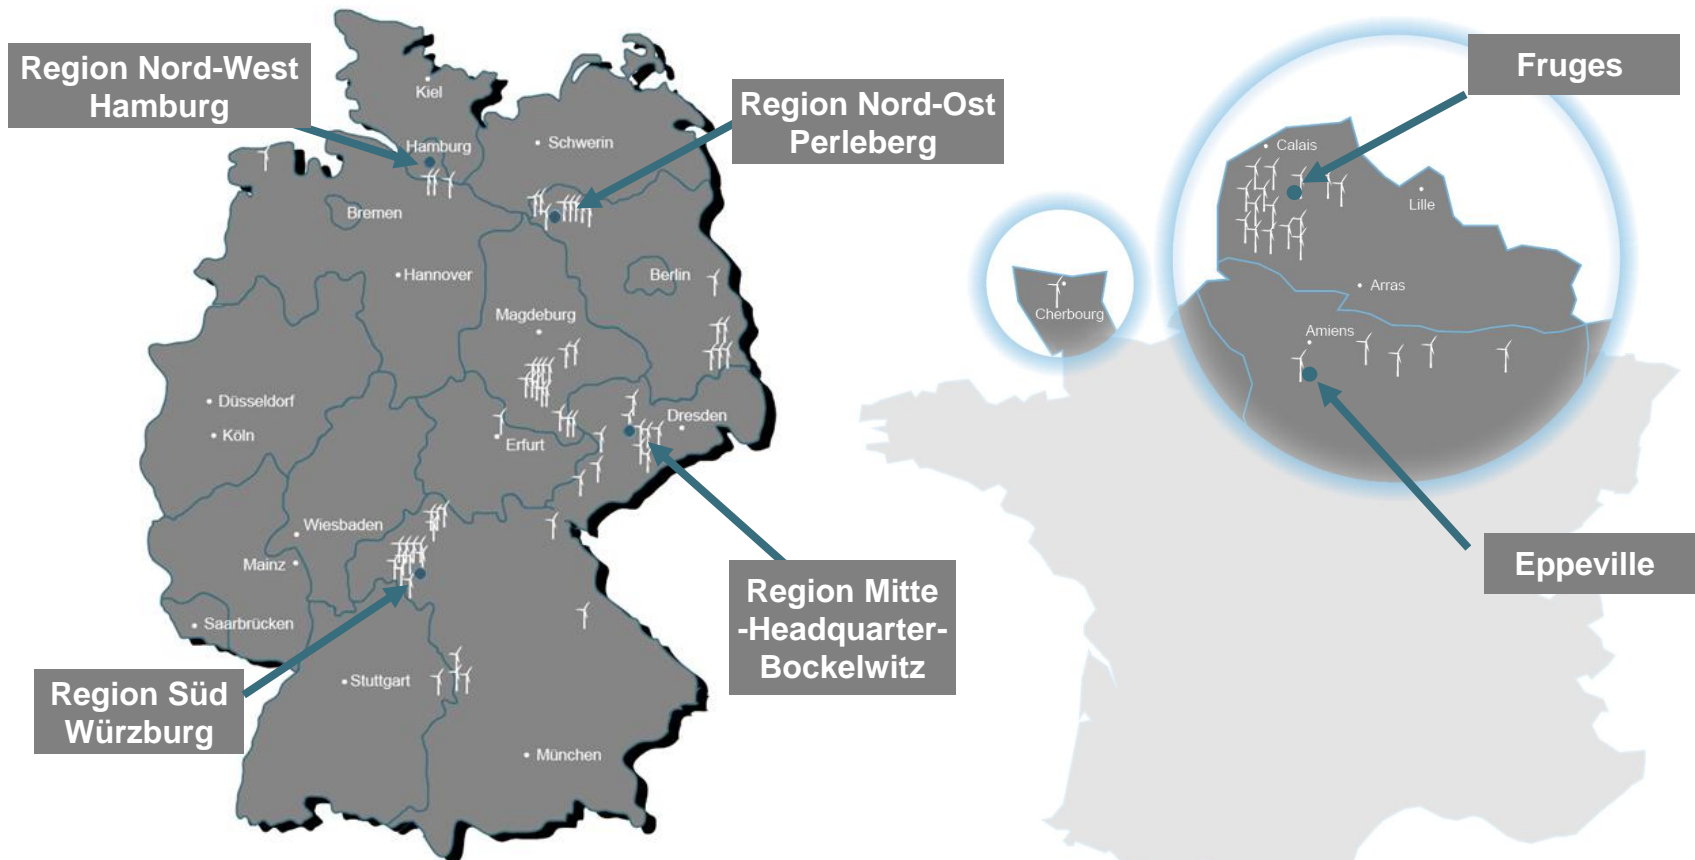 Region Nord-West
Hamburg
Region Nord-Ost
Perleberg
Kiel
Hamburg
Schwerin
Bremen
Hannover
Berlin
Magdeburg
Düsseldorf
Köln
Erfurt
Dresden
Wiesbaden
Mainz
Saarbrücken
Stuttgart
München
Region Süd
Würzburg
Region Mitte
-Headquarter-
Bockelwitz
Fruges
Calais
Lille
Arras
Cherbourg
Amiens
Eppeville